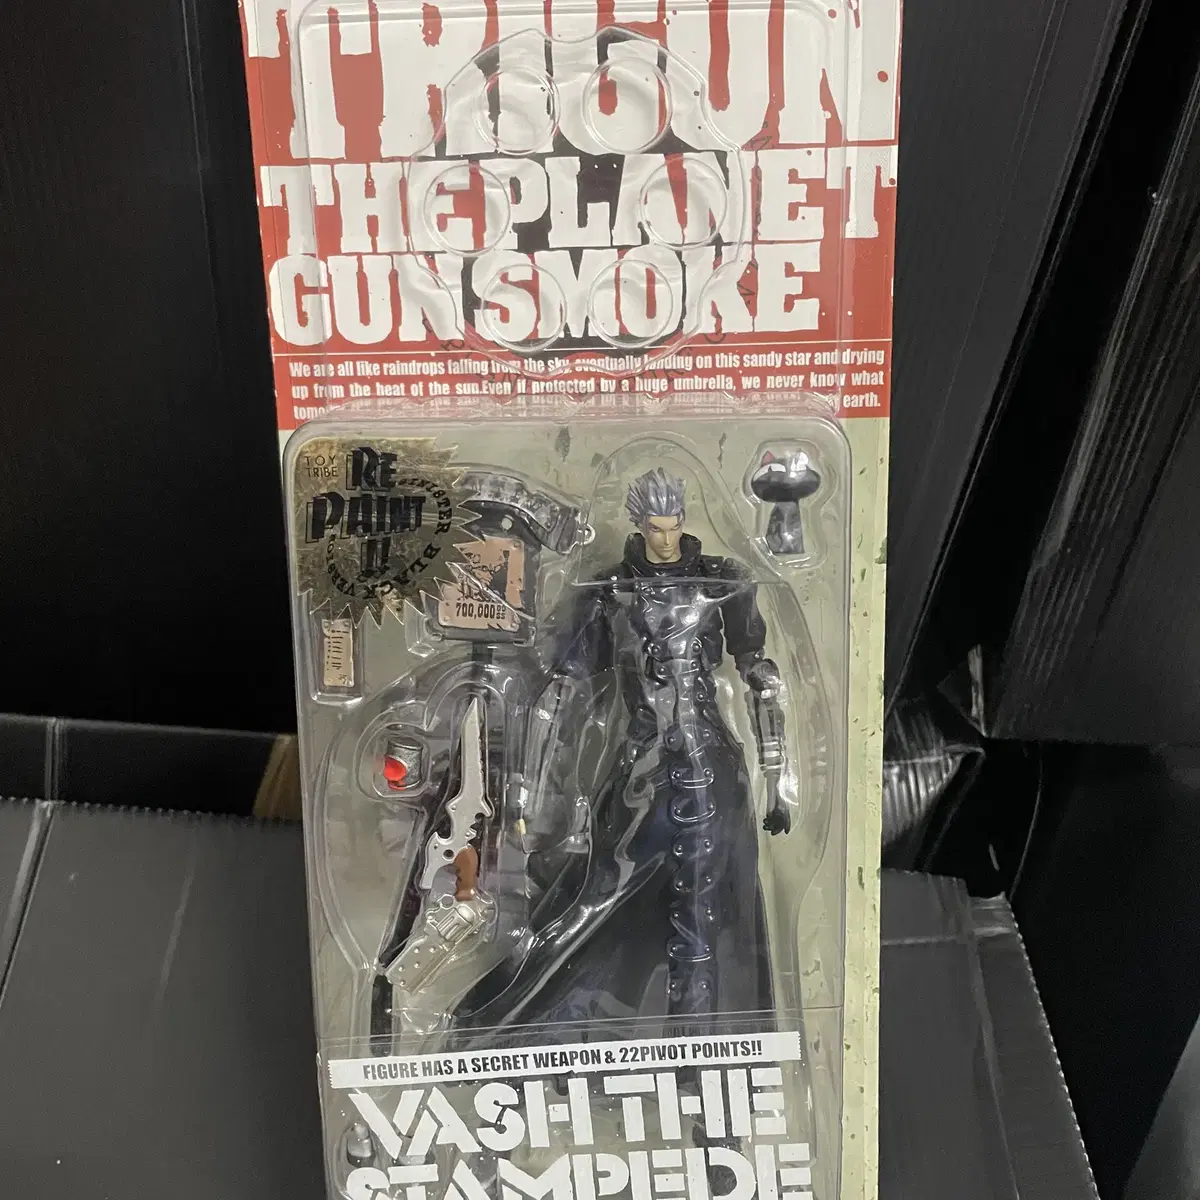 TRIGUN
THE PLANET
GUNSMOKE
We are all like raindrops falling from the sky, eventually landing on this sandy star and drying
up from the heat of the sun.Even if protected by a huge umbrella, we never know what
earth.
TOY
TRIBE
RE
PAINT
!!
SINISTER BLACK
700,000
FIGURE HAS A SECRET WEAPON & 22PIVOT POINTS!!
VASH THE
STAMPEDE